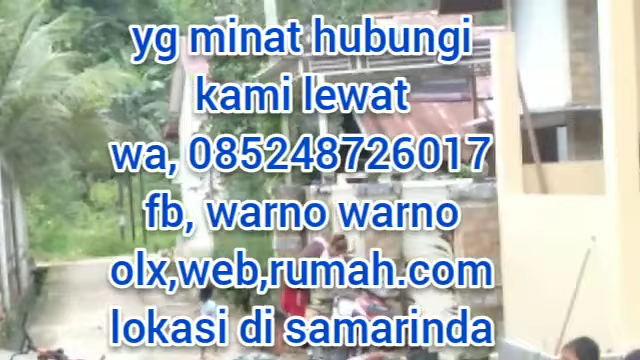 yg minat hubungi
kami lewat
wa, 085248726017
fb, warno warno
olx,web,rumah.com
lokasi di samarinda